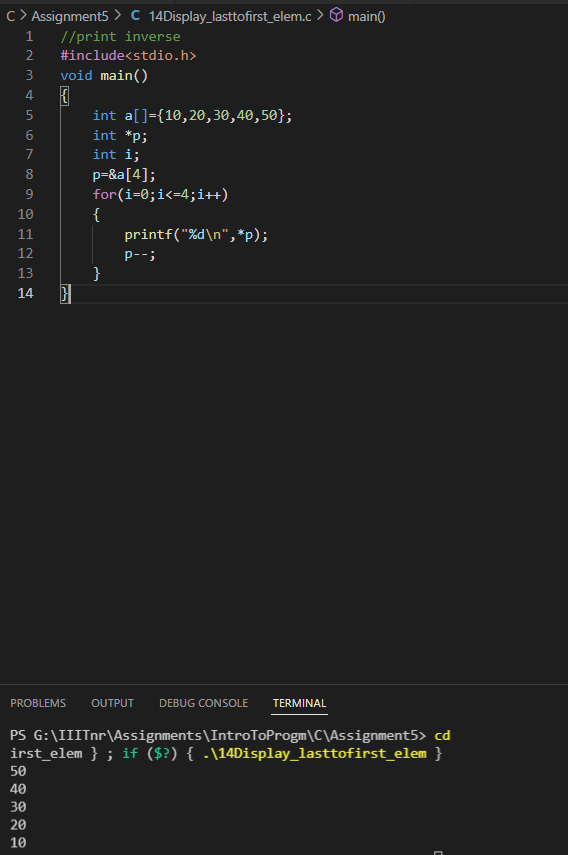 C > Assignment5 > C 14Display_lasttofirst_elem.c > main()
1 //print inverse
2 #include<stdio.h>
3 void main()
4 {
5     int a[]={10,20,30,40,50};
6     int *p;
7     int i;
8     p=&a[4];
9     for(i=0;i<=4;i++)
10     {
11         printf("%d\n",*p);
12         p--;
13     }
14 }
PROBLEMS OUTPUT DEBUG CONSOLE TERMINAL
PS G:\IIITnr\Assignments\IntroToProgm\C\Assignment5> cd
irst_elem } ; if ($?) { .\14Display_lasttofirst_elem }
50
40
30
20
10